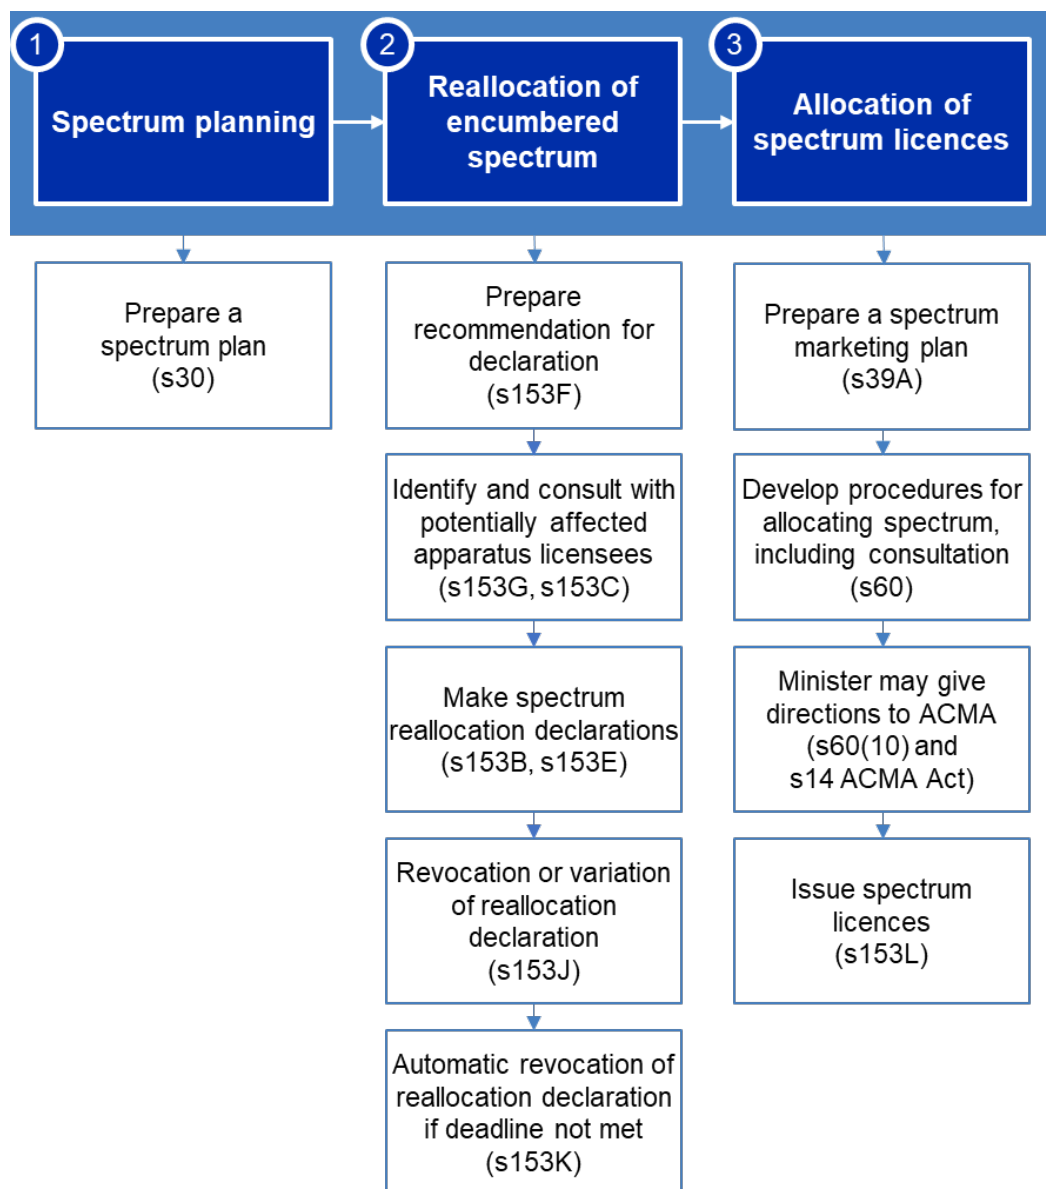 1
Spectrum planning
2
Reallocation of
encumbered
spectrum
3
Allocation of
spectrum licences
Prepare a
spectrum plan
(s30)
Prepare
recommendation for
declaration
(s153F)
Identify and consult with
potentially affected
apparatus licensees
(s153G, s153C)
Make spectrum
reallocation declarations
(s153B, s153E)
Revocation or variation
of reallocation
declaration
(s153J)
Automatic revocation of
reallocation declaration
if deadline not met
(s153K)
Prepare a spectrum
marketing plan
(s39A)
Develop procedures for
allocating spectrum,
including consultation
(s60)
Minister may give
directions to ACMA
(s60(10) and
s14 ACMA Act)
Issue spectrum
licences
(s153L)